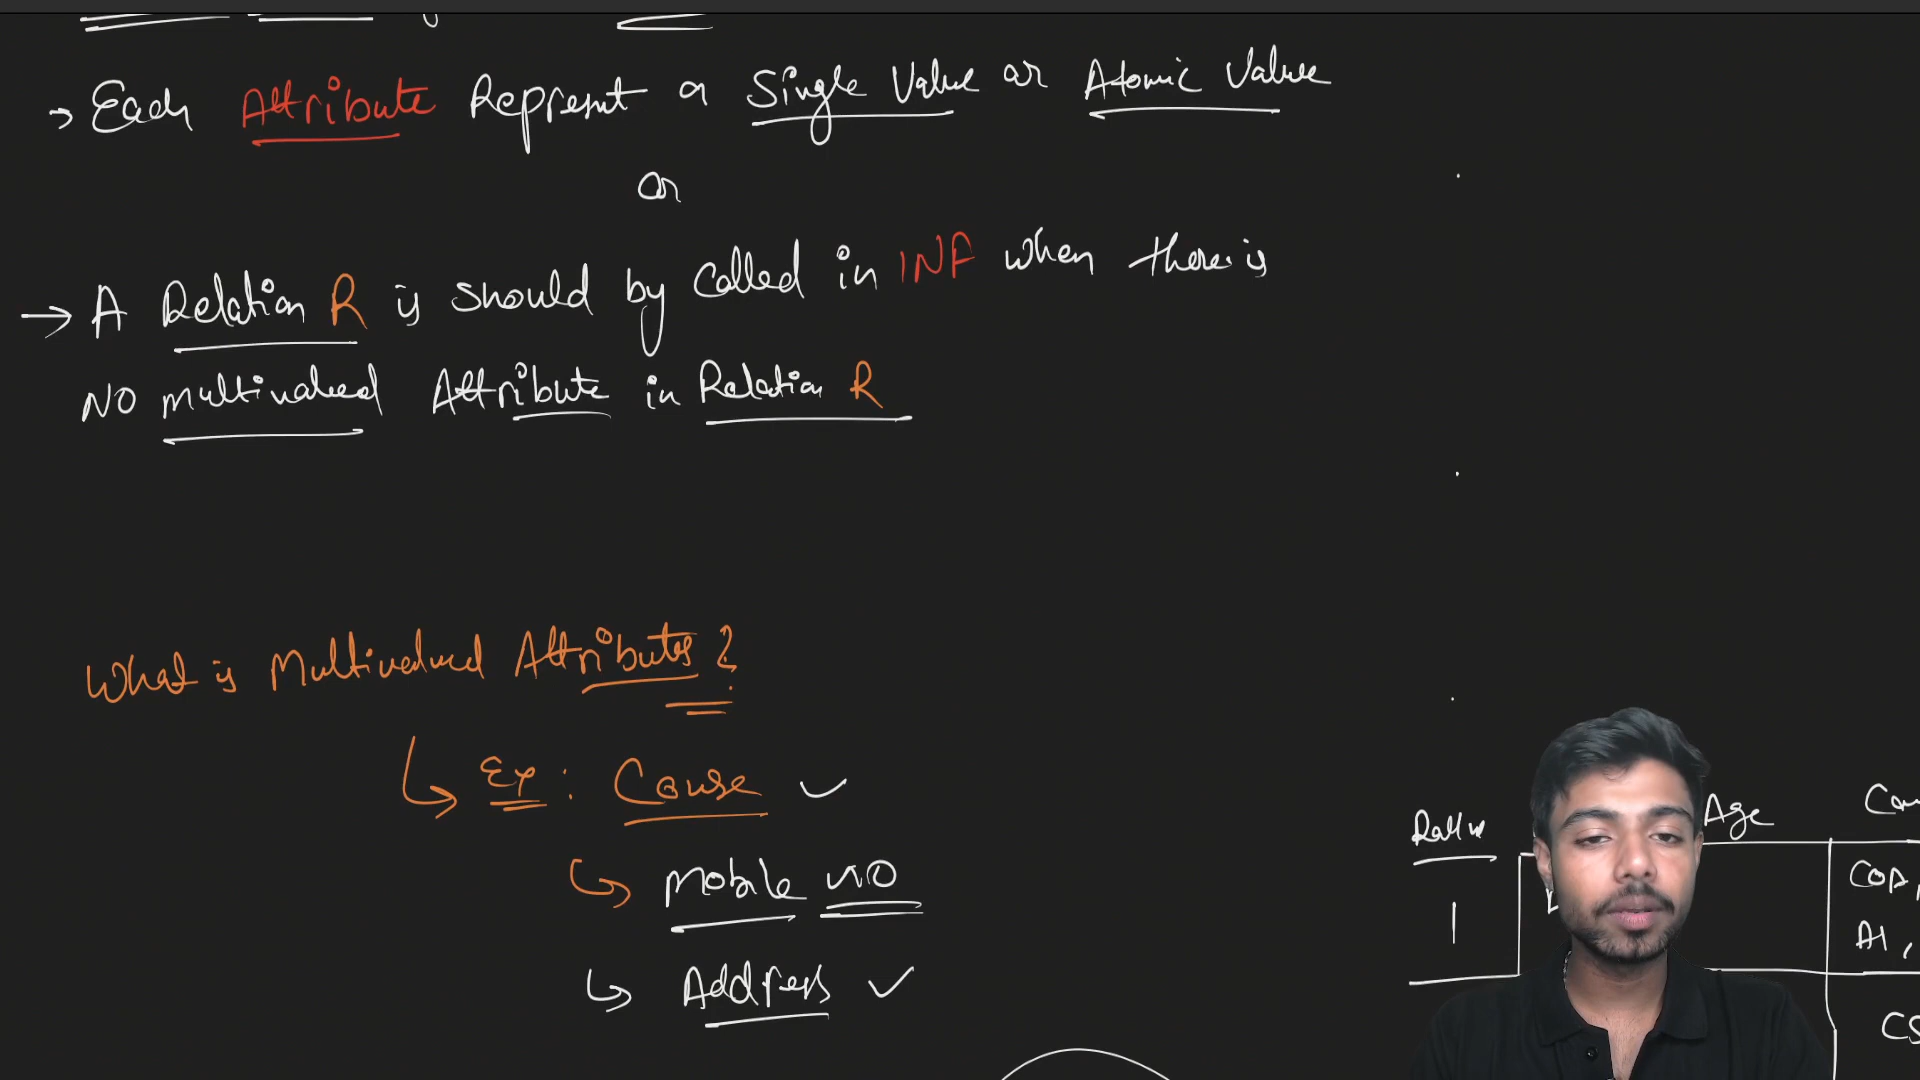 → Each Attribute Represent a Single Value or Atomic Value
or
→ A Relation R is should by called in 1NF when there is
NO multivalued Attribute in Relation R
What is Multivalued Attributes ?
↳ Ex : Course ✓
↳ Mobile no
↳ Address ✓
Age
1
AI,